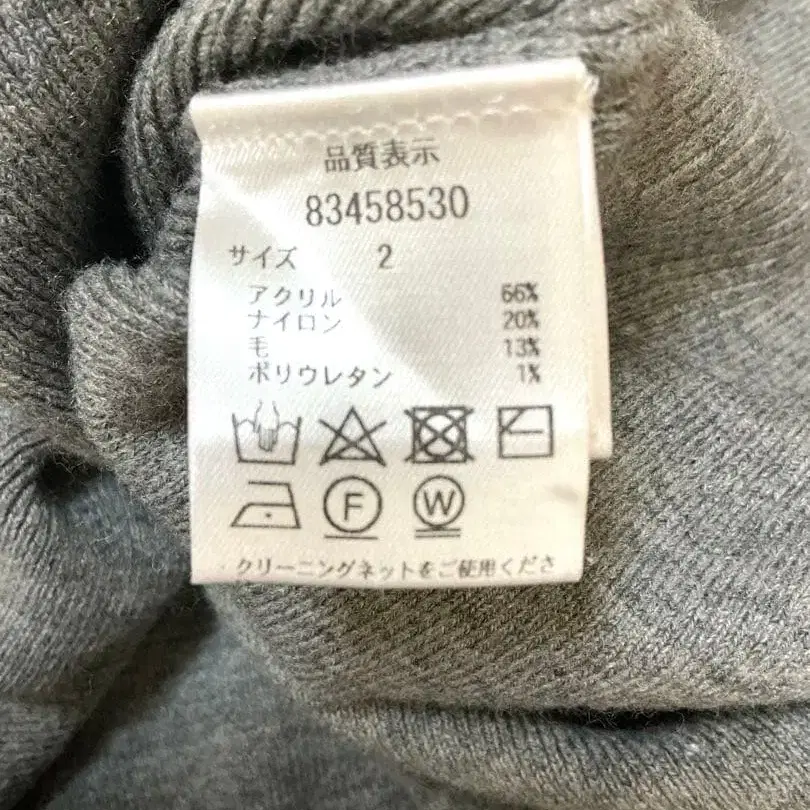 品質表示
83458530
サイズ 2
アクリル 66%
ナイロン 20%
毛 13%
ポリウレタン 1%
F W
クリーニングネットをご使用くださ